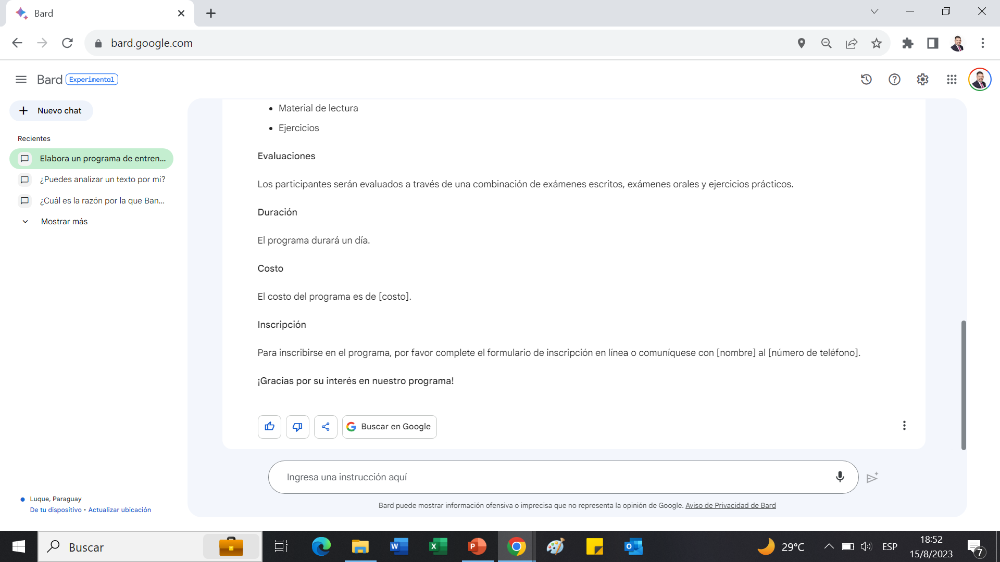 Bard
bard.google.com
Bard Experimental
Nuevo chat
Recientes
Elabora un programa de entren...
¿Puedes analizar un texto por mí?
¿Cuál es la razón por la que Ban...
Mostrar más
Luque, Paraguay
De tu dispositivo • Actualizar ubicación
• Material de lectura
• Ejercicios
Evaluaciones
Los participantes serán evaluados a través de una combinación de exámenes escritos, exámenes orales y ejercicios prácticos.
Duración
El programa durará un día.
Costo
El costo del programa es de [costo].
Inscripción
Para inscribirse en el programa, por favor complete el formulario de inscripción en línea o comuníquese con [nombre] al [número de teléfono].
¡Gracias por su interés en nuestro programa!
Buscar en Google
Ingresa una instrucción aquí
Bard puede mostrar información ofensiva o imprecisa que no representa la opinión de Google. Aviso de Privacidad de Bard
Buscar
29°C
ESP
18:52
15/8/2023
7